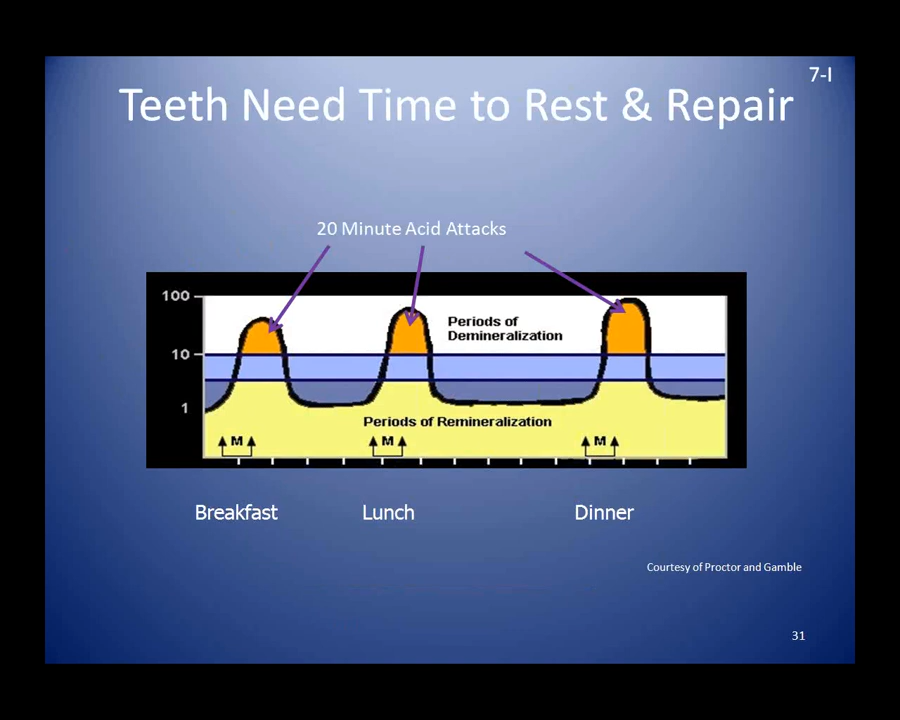 7-I
Teeth Need Time to Rest & Repair
20 Minute Acid Attacks
100
Periods of
Demineralization
10
1
Periods of Remineralization
M
M
M
Breakfast
Lunch
Dinner
Courtesy of Proctor and Gamble
31